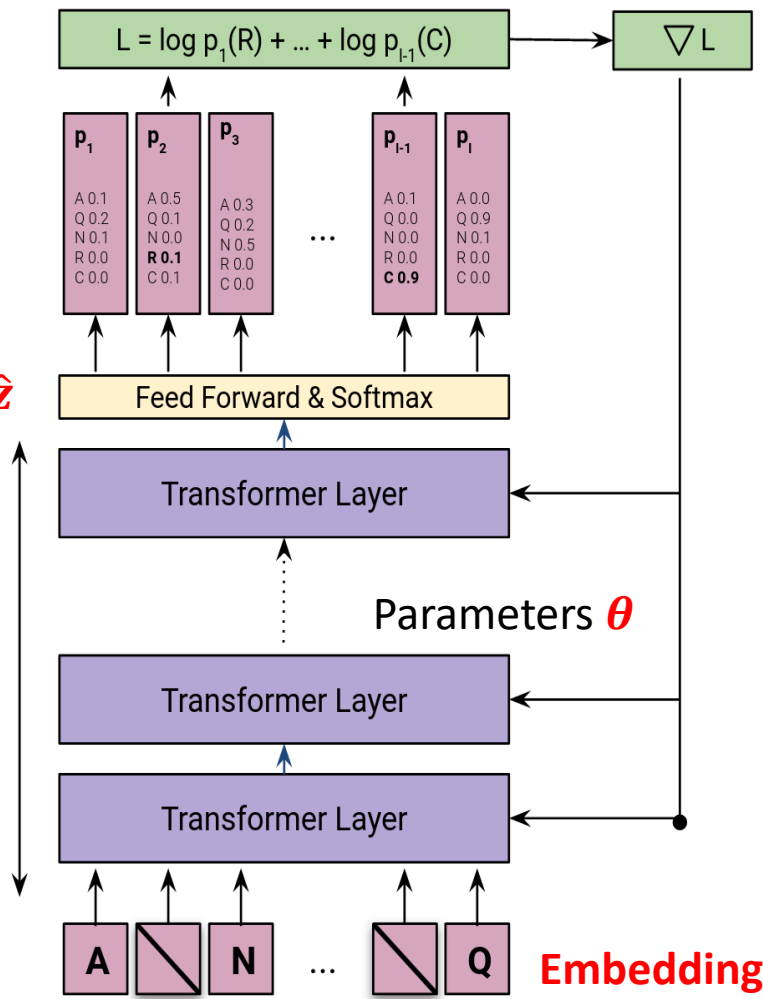 L = log p₁(R) + ... + log pₗ₋₁(C)
▽ L
p₁
A 0.1
Q 0.2
N 0.1
R 0.0
C 0.0
p₂
A 0.5
Q 0.1
N 0.0
R 0.1
C 0.1
p₃
A 0.3
Q 0.2
N 0.5
R 0.0
C 0.0
...
pₗ₋₁
A 0.1
Q 0.0
N 0.0
R 0.0
C 0.9
pₗ
A 0.0
Q 0.9
N 0.1
R 0.0
C 0.0
ẑ
Feed Forward & Softmax
Transformer Layer
Parameters θ
Transformer Layer
Transformer Layer
A
N
...
Q
Embedding